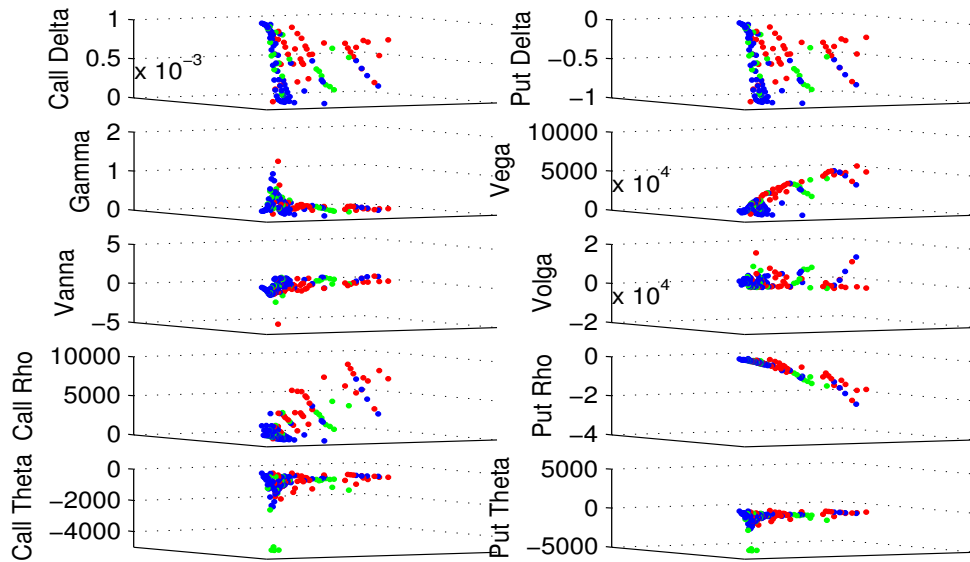 Call Delta
1
0.5
0
x 10⁻³
Put Delta
0
−0.5
−1
Gamma
2
1
0
Vega
10000
5000
0
x 10⁴
Vanna
5
0
−5
Volga
2
0
−2
x 10⁴
Call Rho
10000
5000
0
Put Rho
0
−2
−4
Call Theta
0
−2000
−4000
Put Theta
5000
0
−5000